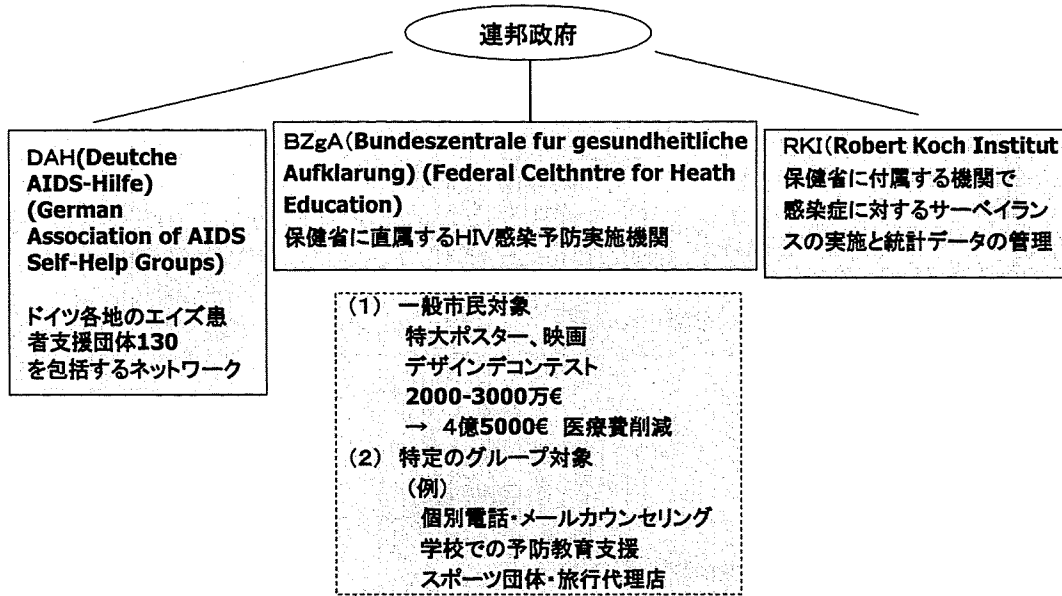 連邦政府
DAH(Deutche
AIDS-Hilfe)
(German
Association of AIDS
Self-Help Groups)
ドイツ各地のエイズ患
者支援団体130
を包括するネットワーク
BZgA(Bundeszentrale fur gesundheitliche
Aufklarung) (Federal Celthntre for Heath
Education)
保健省に直属するHIV感染予防実施機関
(1) 一般市民対象
特大ポスター、映画
デザインデコンテスト
2000-3000万€
→ 4億5000€ 医療費削減
(2) 特定のグループ対象
(例)
個別電話・メールカウンセリング
学校での予防教育支援
スポーツ団体・旅行代理店
RKI(Robert Koch Institut
保健省に付属する機関で
感染症に対するサーベイラン
スの実施と統計データの管理